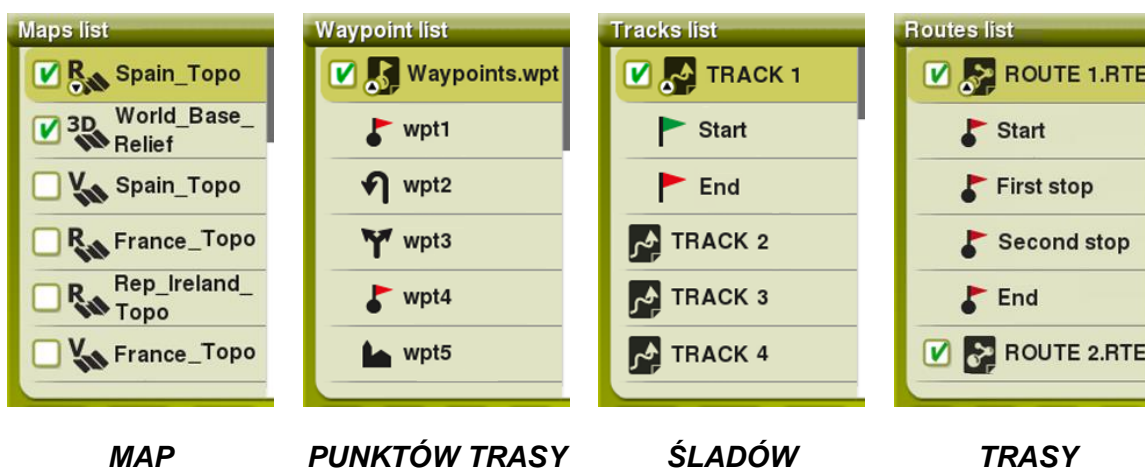 Maps list
R Spain_Topo
3D World_Base_
Relief
V Spain_Topo
R France_Topo
R Rep_Ireland_
Topo
V France_Topo
MAP
Waypoint list
Waypoints.wpt
wpt1
wpt2
wpt3
wpt4
wpt5
PUNKTÓW TRASY
Tracks list
TRACK 1
Start
End
TRACK 2
TRACK 3
TRACK 4
ŚLADÓW
Routes list
ROUTE 1.RTE
Start
First stop
Second stop
End
ROUTE 2.RTE
TRASY